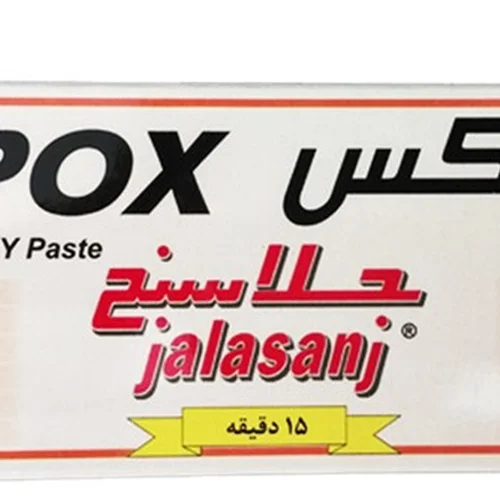 POX کس
Y Paste
جلاسنج
jalasanj ®
۱۵ دقیقه